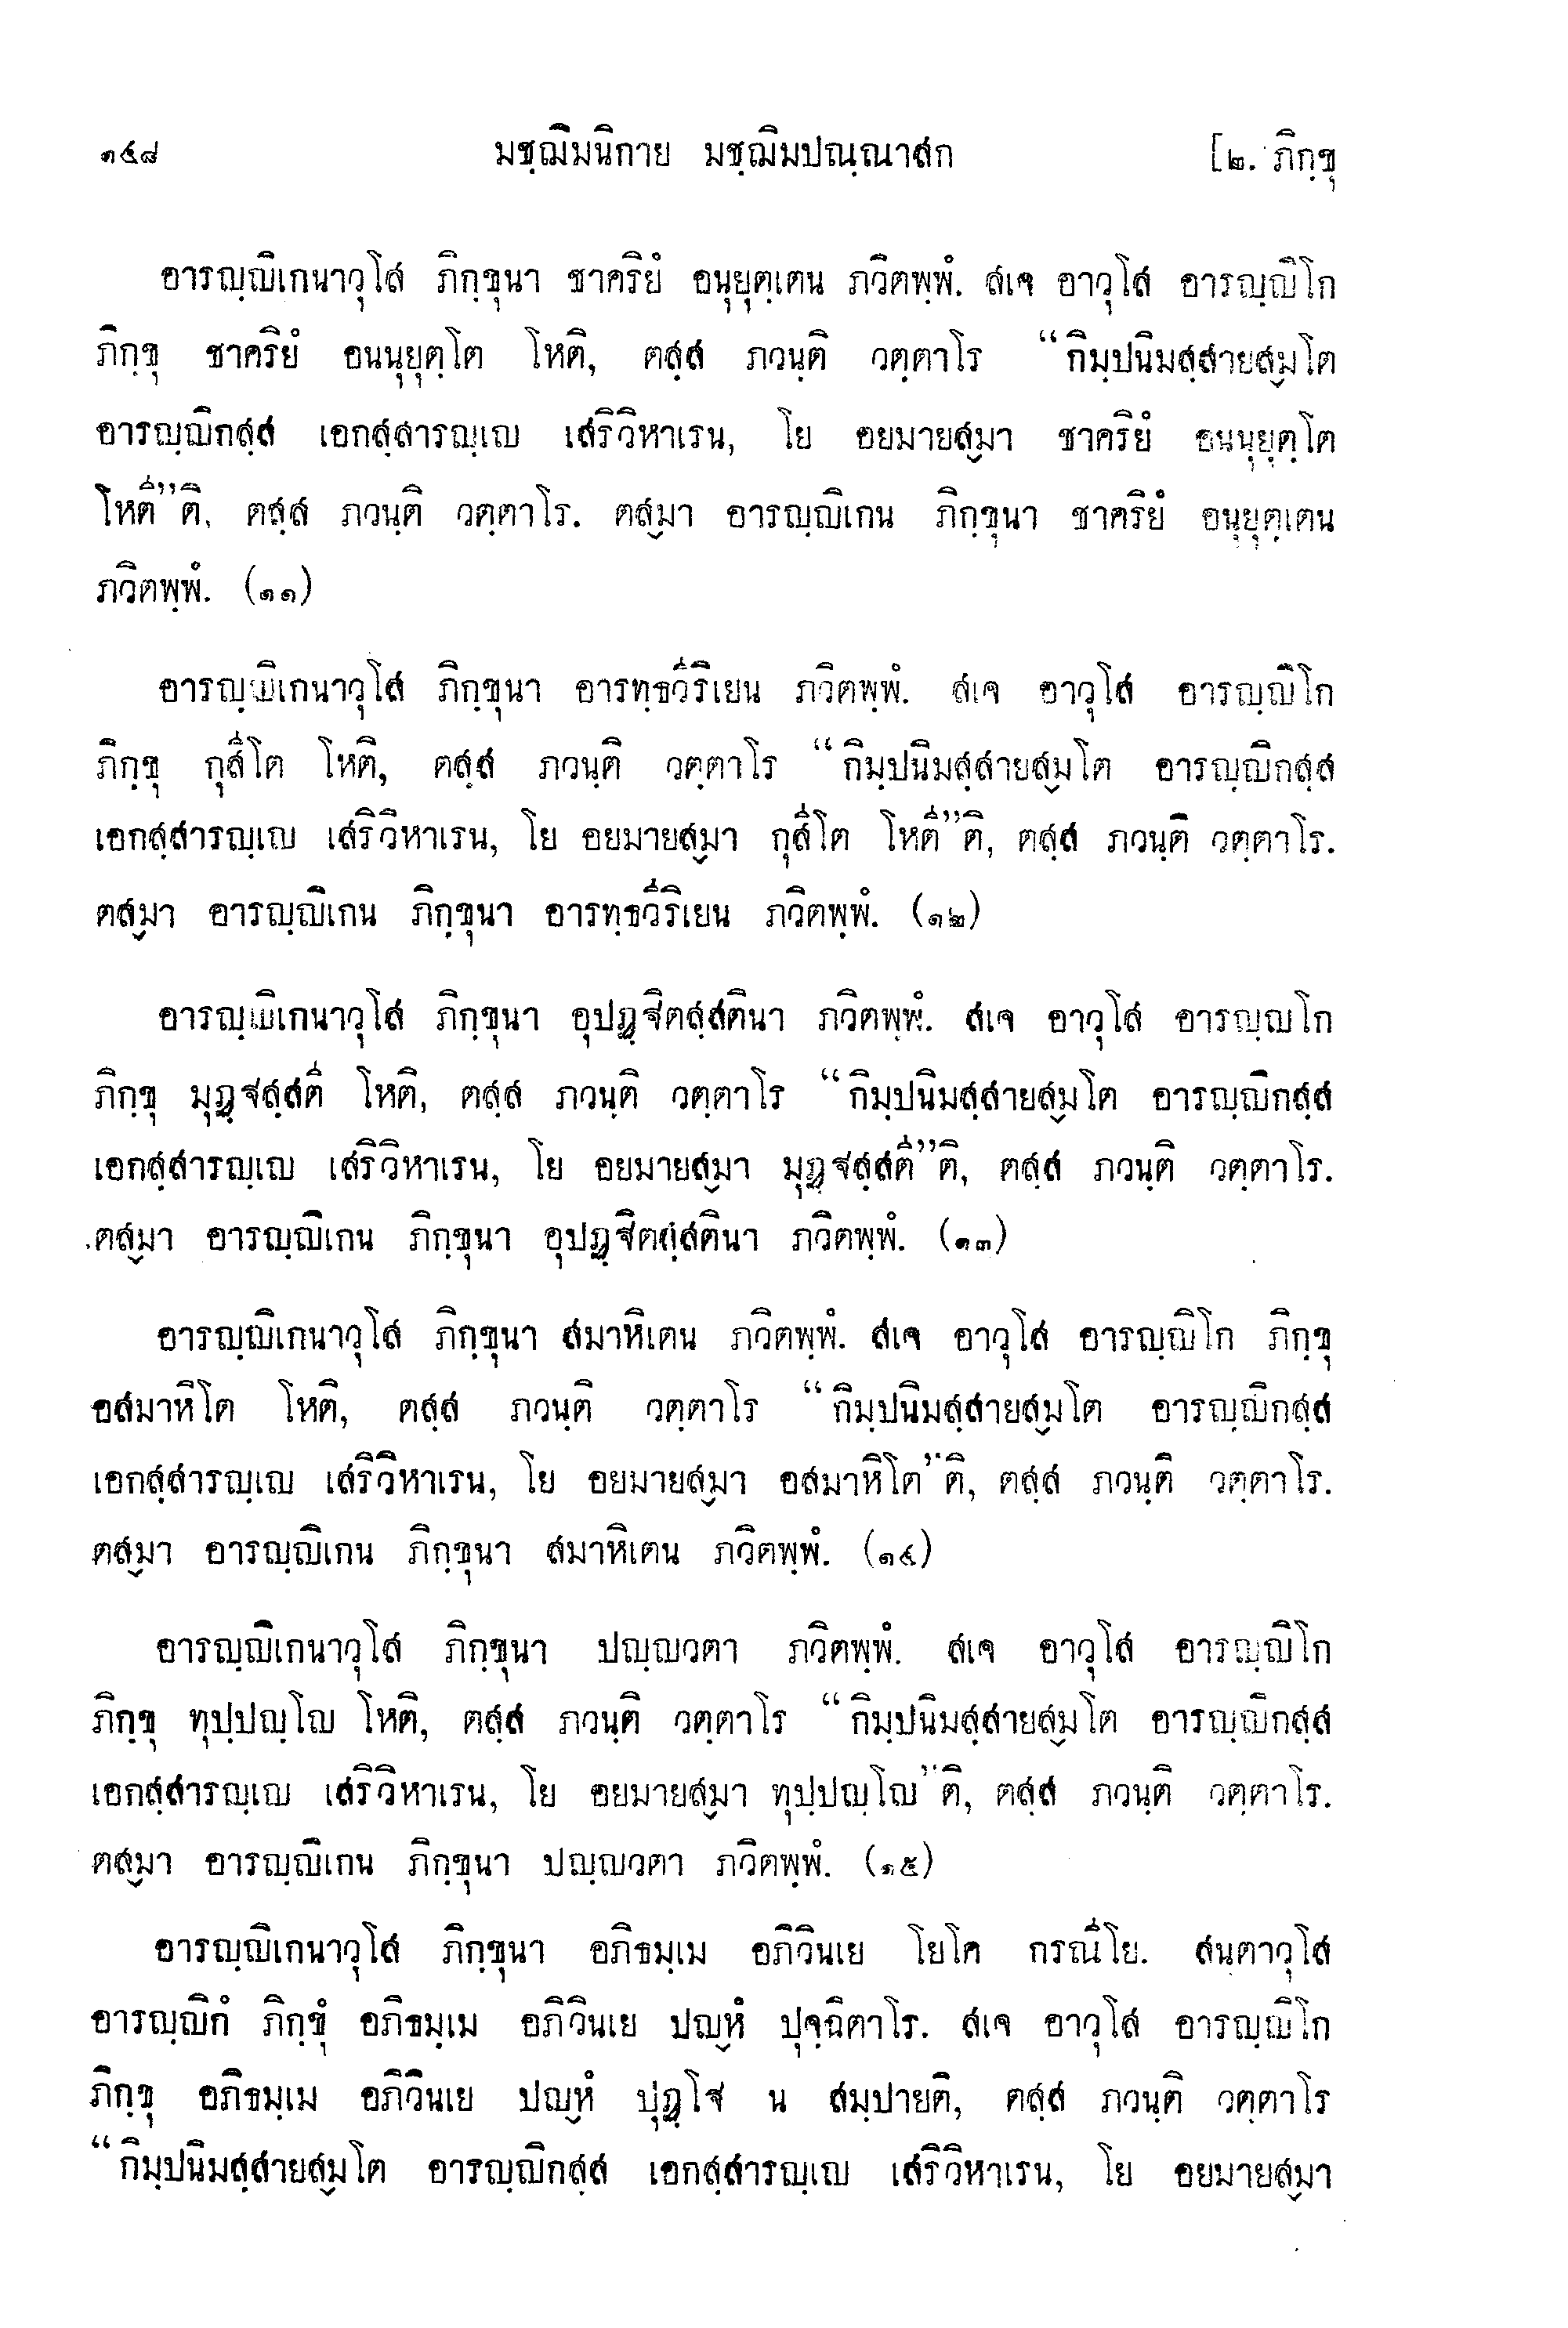 ๑๔๘ มชฺฌิมนิกาย มชฺฌิมปณฺณาสก [๒. ภิกฺขุ
อารญฺญิเกนาวุโส ภิกฺขุนา ชาคริยํ อนุยุตฺเตน ภวิตพฺพํ. สเจ อาวุโส อารญฺญิโก
ภิกฺขุ ชาคริยํ อนนุยุตฺโต โหติ, ตสฺส ภวนฺติ วตฺตาโร “กิมฺปนิมสฺสายสฺมโต
อารญฺญิกสฺส เอกสฺสารญฺเญ เสริวิหาเรน, โย อยมายสฺมา ชาคริยํ อนนุยุตฺโต
โหตี”ติ, ตสฺส ภวนฺติ วตฺตาโร. ตสฺมา อารญฺญิเกน ภิกฺขุนา ชาคริยํ อนุยุตฺเตน
ภวิตพฺพํ. (๑๑)
อารญฺญิเกนาวุโส ภิกฺขุนา อารทฺธวีริเยน ภวิตพฺพํ. สเจ อาวุโส อารญฺญิโก
ภิกฺขุ กุสีโต โหติ, ตสฺส ภวนฺติ วตฺตาโร “กิมฺปนิมสฺสายสฺมโต อารญฺญิกสฺส
เอกสฺสารญฺเญ เสริวิหาเรน, โย อยมายสฺมา กุสีโต โหตี”ติ, ตสฺส ภวนฺติ วตฺตาโร.
ตสฺมา อารญฺญิเกน ภิกฺขุนา อารทฺธวีริเยน ภวิตพฺพํ. (๑๒)
อารญฺญิเกนาวุโส ภิกฺขุนา อุปฏฺฐิตสฺสตินา ภวิตพฺพํ. สเจ อาวุโส อารญฺญโก
ภิกฺขุ มุฏฺฐสฺสตี โหติ, ตสฺส ภวนฺติ วตฺตาโร “กิมฺปนิมสฺสายสฺมโต อารญฺญิกสฺส
เอกสฺสารญฺเญ เสริวิหาเรน, โย อยมายสฺมา มุฏฺฐสฺสตี”ติ, ตสฺส ภวนฺติ วตฺตาโร.
ตสฺมา อารญฺญิเกน ภิกฺขุนา อุปฏฺฐิตสฺสตินา ภวิตพฺพํ. (๑๓)
อารญฺญิเกนาวุโส ภิกฺขุนา สมาหิเตน ภวิตพฺพํ. สเจ อาวุโส อารญฺญิโก ภิกฺขุ
อสมาหิโต โหติ, ตสฺส ภวนฺติ วตฺตาโร “กิมฺปนิมสฺสายสฺมโต อารญฺญิกสฺส
เอกสฺสารญฺเญ เสริวิหาเรน, โย อยมายสฺมา อสมาหิโต”ติ, ตสฺส ภวนฺติ วตฺตาโร.
ตสฺมา อารญฺญิเกน ภิกฺขุนา สมาหิเตน ภวิตพฺพํ. (๑๔)
อารญฺญิเกนาวุโส ภิกฺขุนา ปญฺญวตา ภวิตพฺพํ. สเจ อาวุโส อารญฺญิโก
ภิกฺขุ ทุปฺปญฺโญ โหติ, ตสฺส ภวนฺติ วตฺตาโร “กิมฺปนิมสฺสายสฺมโต อารญฺญิกสฺส
เอกสฺสารญฺเญ เสริวิหาเรน, โย อยมายสฺมา ทุปฺปญฺโญ”ติ, ตสฺส ภวนฺติ วตฺตาโร.
ตสฺมา อารญฺญิเกน ภิกฺขุนา ปญฺญวตา ภวิตพฺพํ. (๑๕)
อารญฺญิเกนาวุโส ภิกฺขุนา อภิธมฺเม อภิวินเย โยโค กรณีโย. สนฺตาวุโส
อารญฺญิกํ ภิกฺขุํ อภิธมฺเม อภิวินเย ปญฺหํ ปุจฺฉิตาโร. สเจ อาวุโส อารญฺญิโก
ภิกฺขุ อภิธมฺเม อภิวินเย ปญฺหํ ปุฏฺโฐ น สมฺปายติ, ตสฺส ภวนฺติ วตฺตาโร
“กิมฺปนิมสฺสายสฺมโต อารญฺญิกสฺส เอกสฺสารญฺเญ เสริวิหาเรน, โย อยมายสฺมา